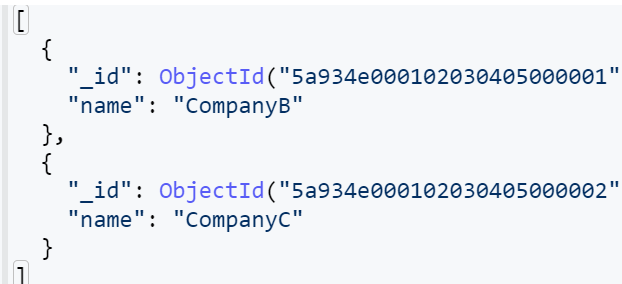 [
{
"_id": ObjectId("5a934e000102030405000001"
"name": "CompanyB"
},
{
"_id": ObjectId("5a934e000102030405000002"
"name": "CompanyC"
}
]